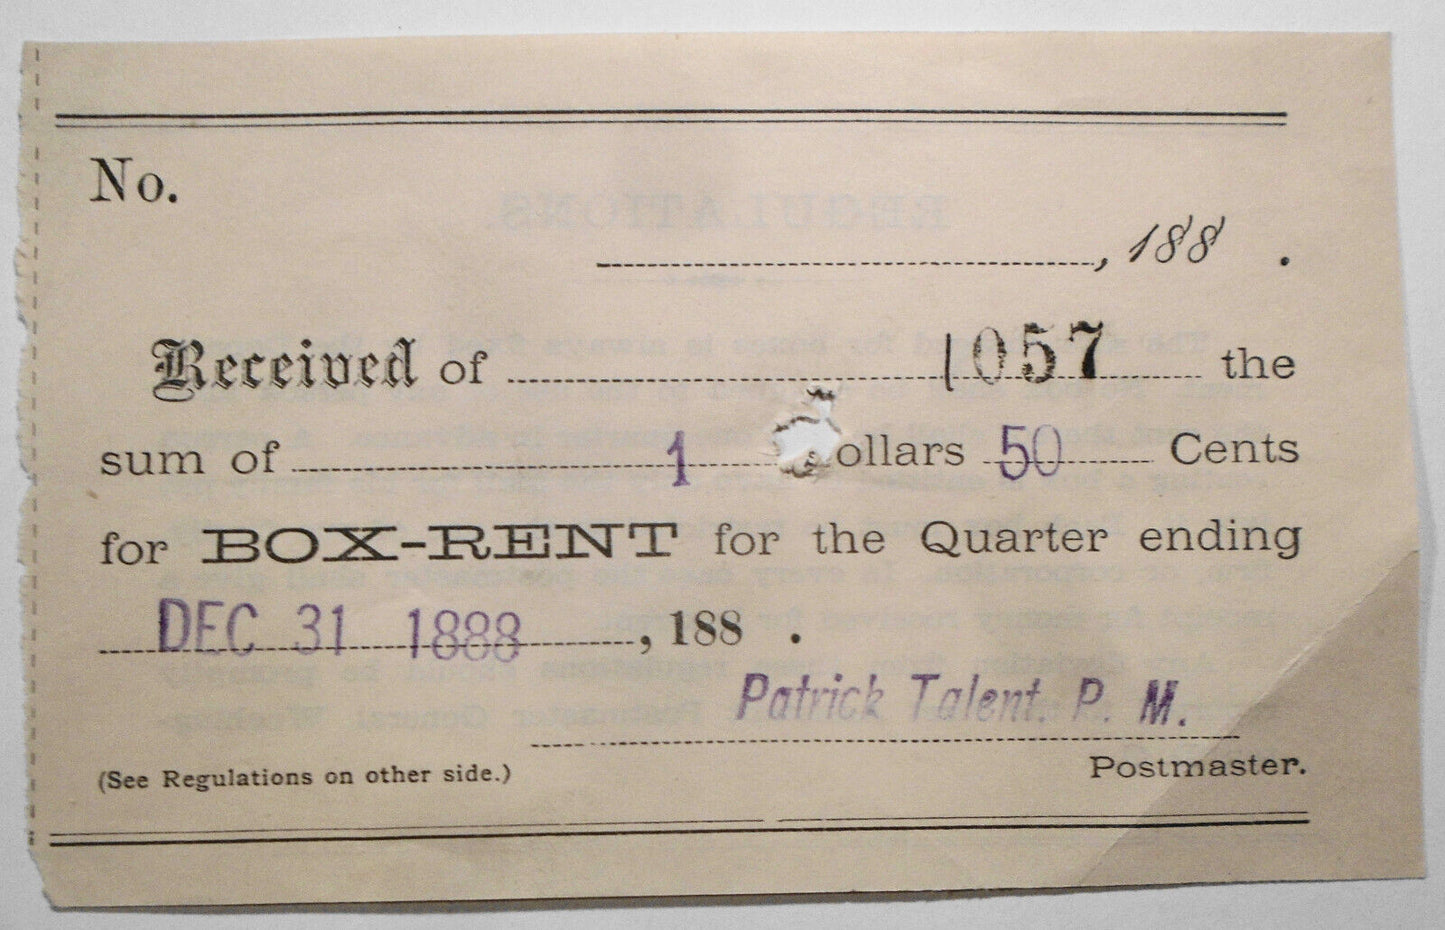 No.
, 188 .
Received of 1057 the
sum of 1 ollars 50 Cents
for BOX-RENT for the Quarter ending
DEC 31 1888, 188 .
Patrick Talent. P. M.
(See Regulations on other side.) Postmaster.